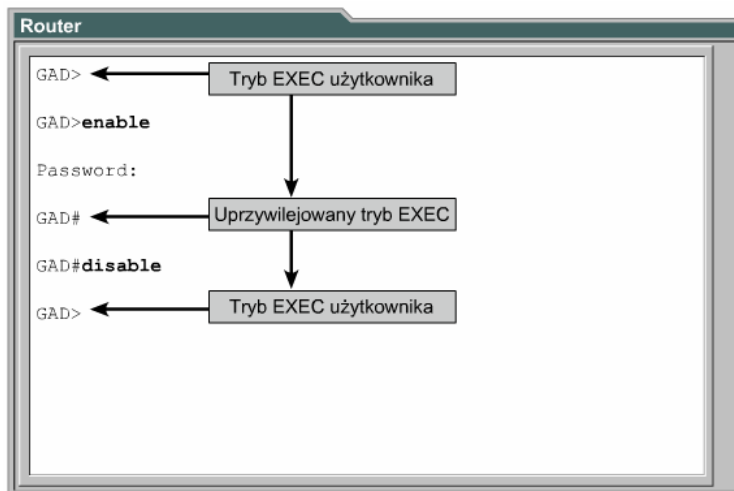 Router
GAD>
Tryb EXEC użytkownika
GAD>enable
Password:
GAD#
Uprzywilejowany tryb EXEC
GAD#disable
GAD>
Tryb EXEC użytkownika